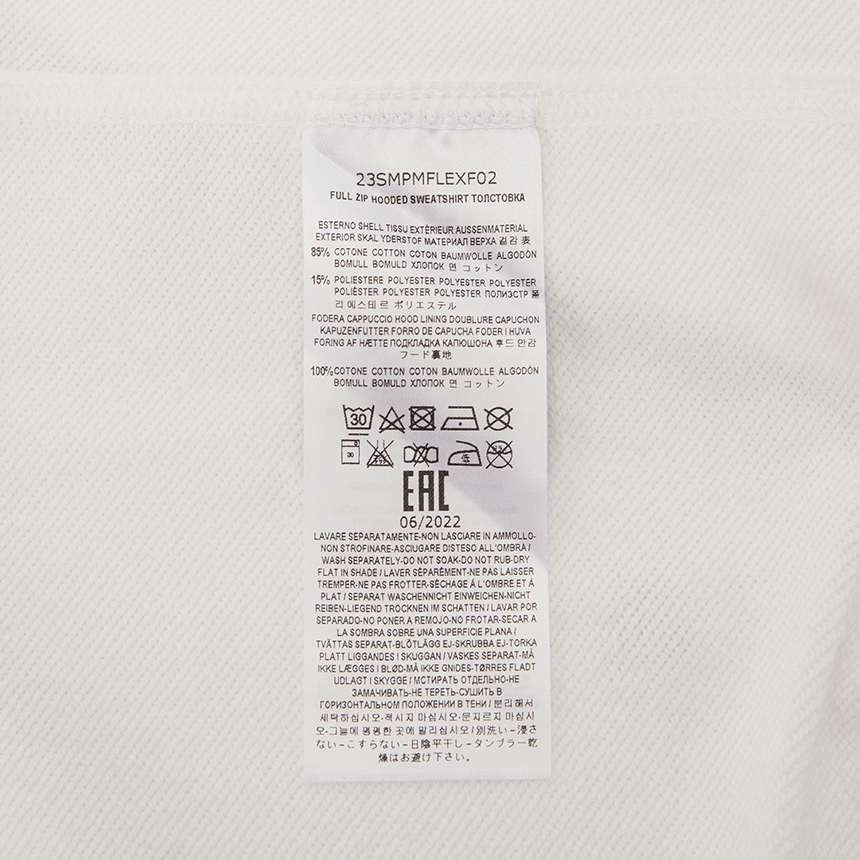 23SMPMFLEXF02
FULL ZIP HOODED SWEATSHIRT ТОЛСТОВКА
ESTERNO SHELL TISSU EXTÉRIEUR AUSSENMATERIAL
EXTERIOR SKAL YDERSTOF МАТЕРИАЛ ВЕРХА 겉감 表
85% COTONE COTTON COTON BAUMWOLLE ALGODÓN
BOMULL BOMULD ХЛОПОК 면 コットン
15% POLIESTERE POLYESTER POLYESTER POLYESTER
POLIÉSTER POLYESTER POLYESTER ПОЛИЭСТР 폴
리에스테르 ポリエステル
FODERA CAPPUCCIO HOOD LINING DOUBLURE CAPUCHON
KAPUZENFUTTER FORRO DE CAPUCHA FODER I HUVA
FORING AF HÆTTE ПОДКЛАДКА КАПЮШОНА 후드 안감
フード裏地
100% COTONE COTTON COTON BAUMWOLLE ALGODÓN
BOMULL BOMULD ХЛОПОК 면 コットン
30
EAC
06/2022
LAVARE SEPARATAMENTE-NON LASCIARE IN AMMOLLO-
NON STROFINARE-ASCIUGARE DISTESO ALL'OMBRA /
WASH SEPARATELY-DO NOT SOAK-DO NOT RUB-DRY
FLAT IN SHADE / LAVER SÉPARÉMENT-NE PAS LAISSER
TREMPER-NE PAS FROTTER-SÉCHAGE Á L'OMBRE ET Á
PLAT / SEPARAT WASCHENNICHT EINWEICHEN-NICHT
REIBEN-LIEGEND TROCKNEN IM SCHATTEN / LAVAR POR
SEPARADO-NO PONER A REMOJO-NO FROTAR-SECAR A
LA SOMBRA SOBRE UNA SUPERFICIE PLANA /
TVÄTTAS SEPARAT-BLÖTLÄGG EJ-SKRUBBA EJ-TORKA
PLATT LIGGANDES I SKUGGAN / VASKES SEPARAT-MÅ
IKKE LÆGGES I BLØD-MÅ IKKE GNIDES-TØRRES FLADT
UDLAGT I SKYGGE / МСТИРАТЬ ОТДЕЛЬНО-НЕ
ЗАМАЧИВАТЬ-НЕ ТЕРЕТЬ-СУШИТЬ В
ГОРИЗОНТАЛЬНОМ ПОЛОЖЕНИИ В ТЕНИ / 분리해서
세탁하십시오-적시지 마십시오-문지르지 마십시
오-그늘에 평평한 곳에 말리십시오 / 別洗い－浸さ
ない－こすらない－日陰平干し－タンブラー乾
燥はお避け下さい。